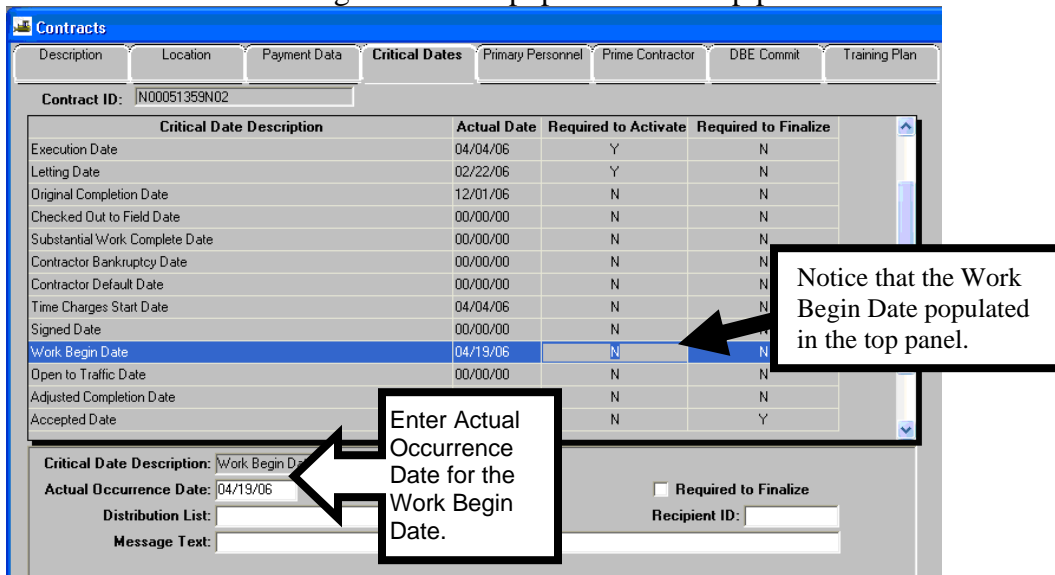 Contracts
Description Location Payment Data Critical Dates Primary Personnel Prime Contractor DBE Commit Training Plan
Contract ID: N00051359N02
Critical Date Description Actual Date Required to Activate Required to Finalize
Execution Date 04/04/06 Y N
Letting Date 02/22/06 Y N
Original Completion Date 12/01/06 N N
Checked Out to Field Date 00/00/00 N N
Substantial Work Complete Date 00/00/00 N N
Contractor Bankruptcy Date 00/00/00 N N
Contractor Default Date 00/00/00 N N
Time Charges Start Date 04/04/06 N
Signed Date 00/00/00 N
Work Begin Date 04/19/06 N N
Open to Traffic Date 00/00/00 N N
Adjusted Completion Date N N
Accepted Date N Y
Notice that the Work
Begin Date populated
in the top panel.
Enter Actual
Occurrence
Date for the
Work Begin
Date.
Critical Date Description: Work Begin
Actual Occurrence Date: 04/19/06 Required to Finalize
Distribution List: Recipient ID:
Message Text: